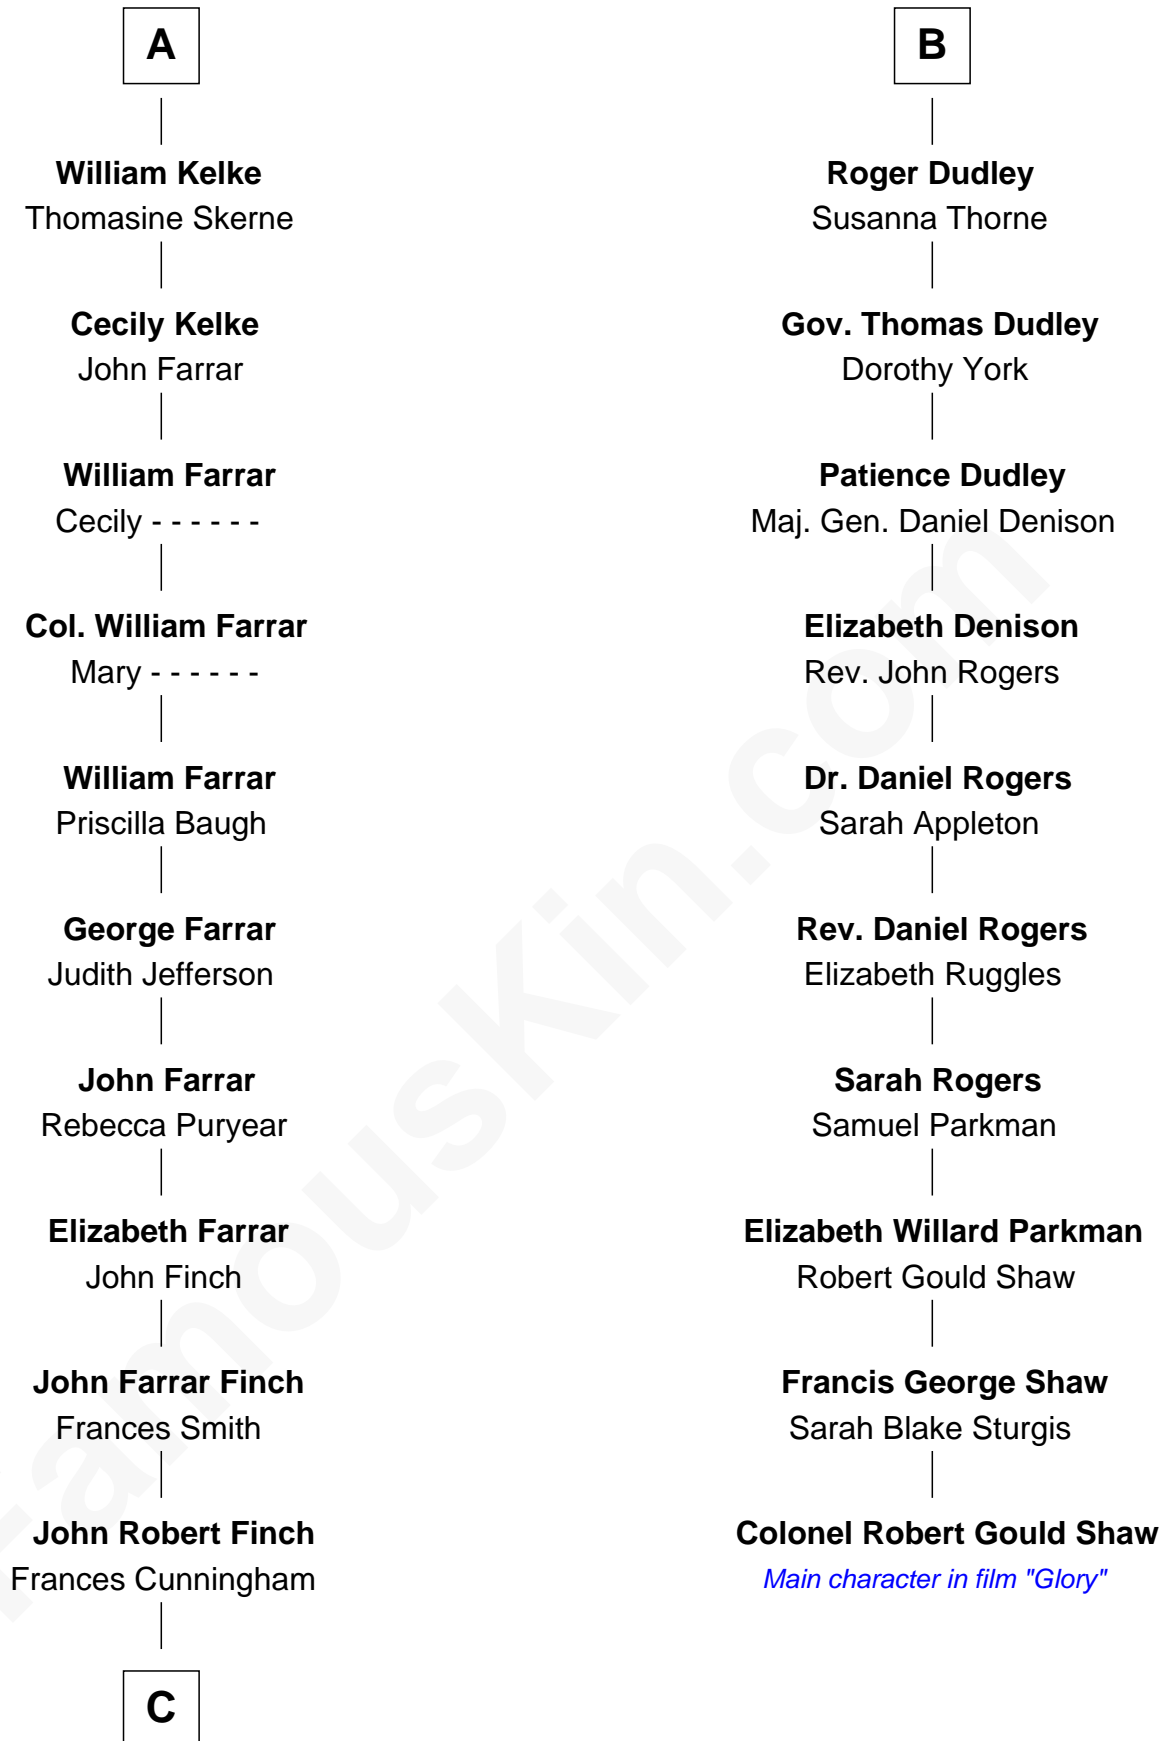 A
William Kelke
Thomasine Skerne
Cecily Kelke
John Farrar
William Farrar
Cecily - - - - - -
Col. William Farrar
Mary - - - - - -
William Farrar
Priscilla Baugh
George Farrar
Judith Jefferson
John Farrar
Rebecca Puryear
Elizabeth Farrar
John Finch
John Farrar Finch
Frances Smith
John Robert Finch
Frances Cunningham
C
B
Roger Dudley
Susanna Thorne
Gov. Thomas Dudley
Dorothy York
Patience Dudley
Maj. Gen. Daniel Denison
Elizabeth Denison
Rev. John Rogers
Dr. Daniel Rogers
Sarah Appleton
Rev. Daniel Rogers
Elizabeth Ruggles
Sarah Rogers
Samuel Parkman
Elizabeth Willard Parkman
Robert Gould Shaw
Francis George Shaw
Sarah Blake Sturgis
Colonel Robert Gould Shaw
Main character in film "Glory"
FamousKin.com